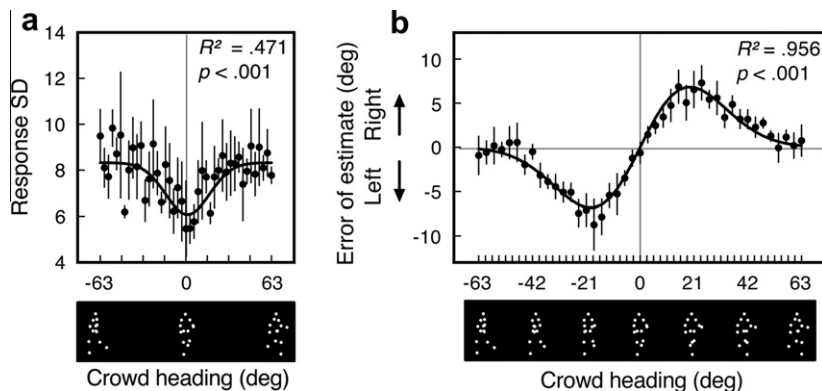 a
R² = .471
p < .001
Response SD
14
12
10
8
6
4
-63
0
63
Crowd heading (deg)
b
R² = .956
p < .001
Error of estimate (deg)
Left Right
10
5
0
-5
-10
-63
-42
-21
0
21
42
63
Crowd heading (deg)